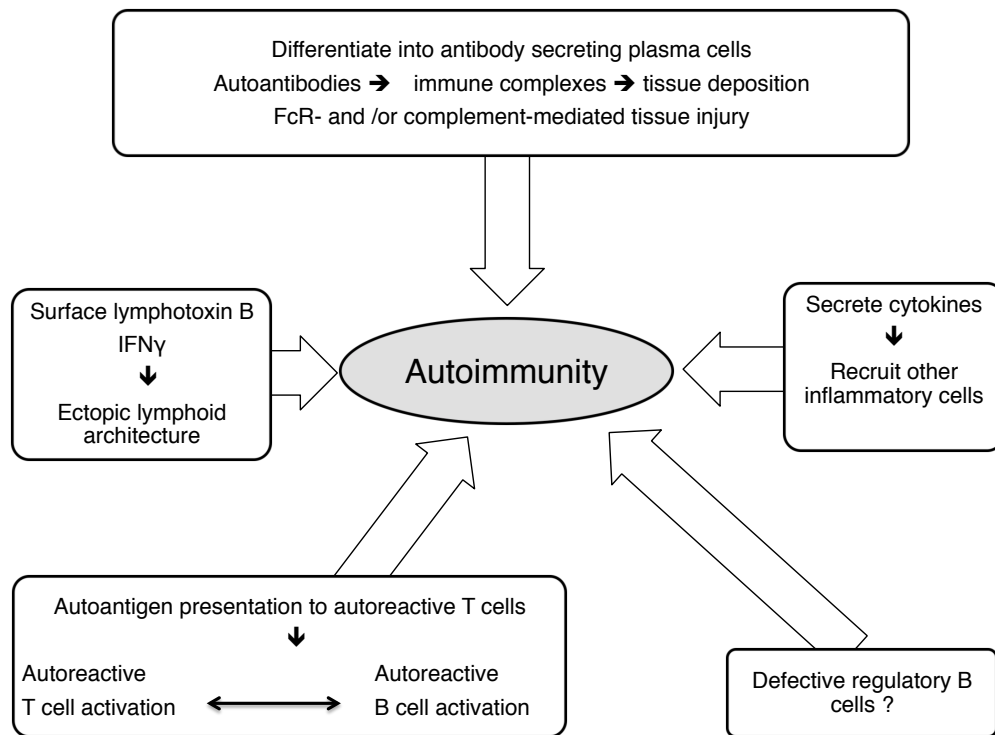 Differentiate into antibody secreting plasma cells
Autoantibodies ➔ immune complexes ➔ tissue deposition
FcR- and /or complement-mediated tissue injury
Surface lymphotoxin B
IFNγ
Ectopic lymphoid
architecture
Autoimmunity
Secrete cytokines
Recruit other
inflammatory cells
Autoantigen presentation to autoreactive T cells
Autoreactive
T cell activation
Autoreactive
B cell activation
Defective regulatory B
cells ?